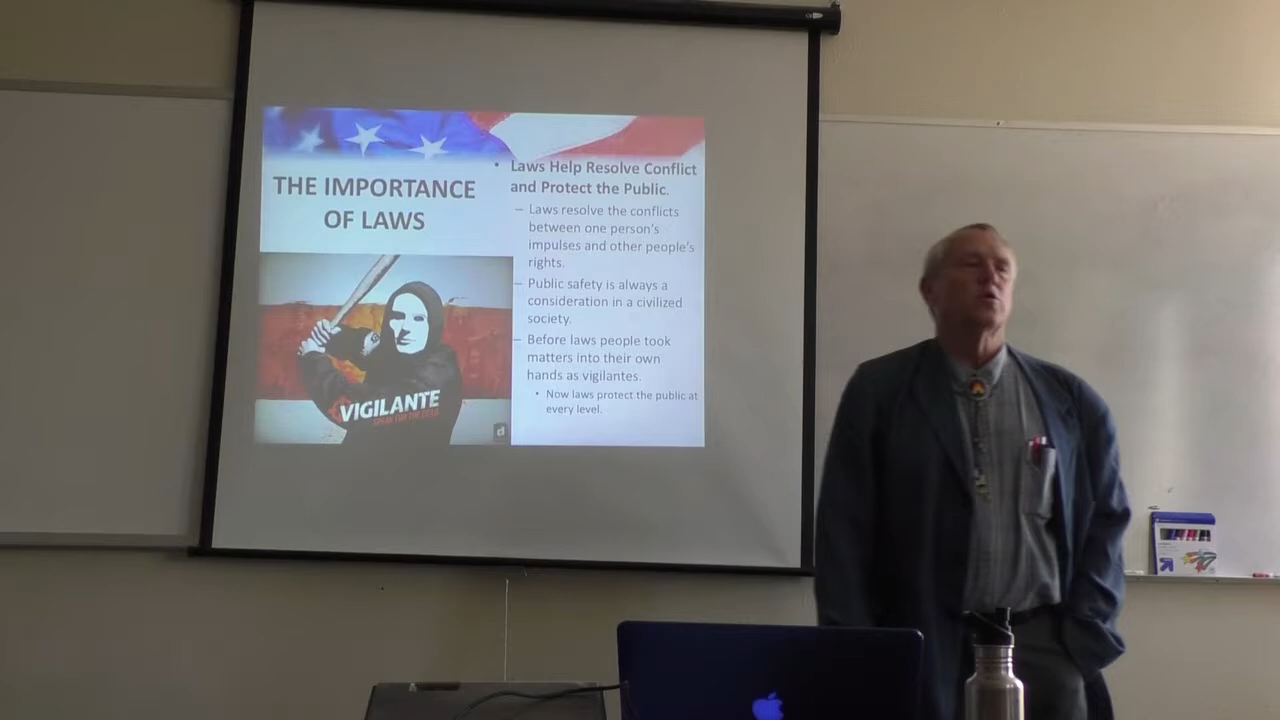 THE IMPORTANCE
OF LAWS
VIGILANTE
• Laws Help Resolve Conflict
and Protect the Public.
– Laws resolve the conflicts
between one person's
impulses and other people's
rights.
– Public safety is always a
consideration in a civilized
society.
– Before laws people took
matters into their own
hands as vigilantes.
• Now laws protect the public at
every level.